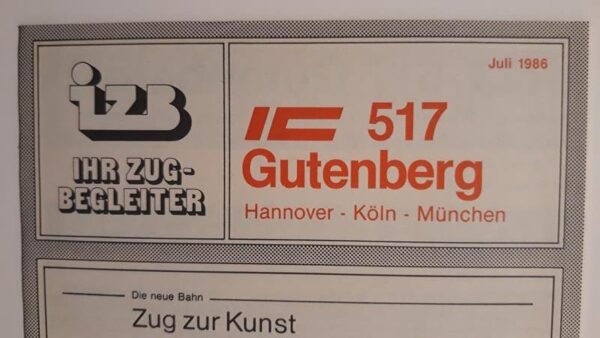 izb
IHR ZUG-
BEGLEITER
Juli 1986
IC 517
Gutenberg
Hannover - Köln - München
Die neue Bahn
Zug zur Kunst